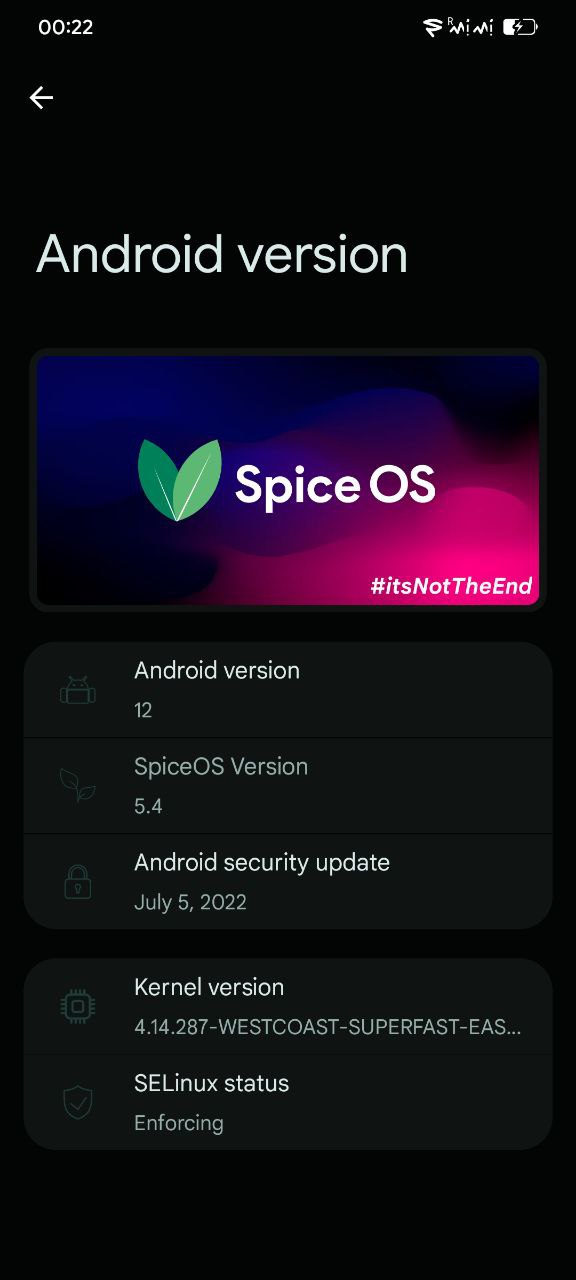 00:22
R
Android version
Spice OS
#itsNotTheEnd
Android version
12
SpiceOS Version
5.4
Android security update
July 5, 2022
Kernel version
4.14.287-WESTCOAST-SUPERFAST-EAS...
SELinux status
Enforcing